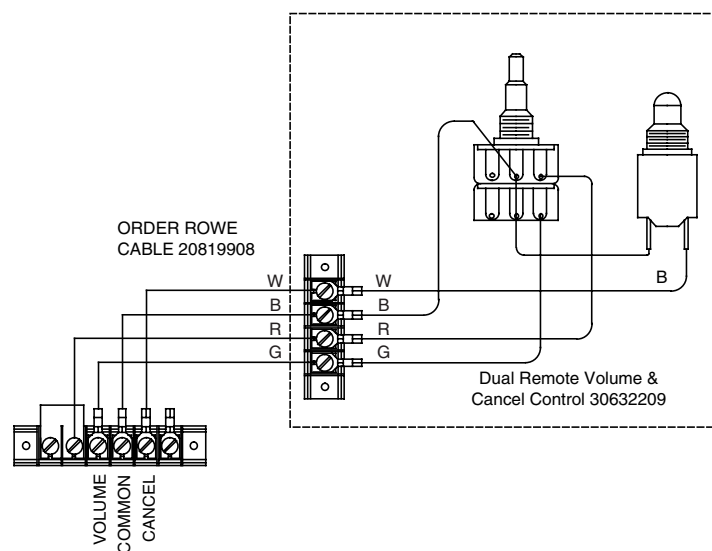 ORDER ROWE
CABLE 20819908
W
B
R
G
W
B
R
G
B
Dual Remote Volume &
Cancel Control 30632209
VOLUME
COMMON
CANCEL